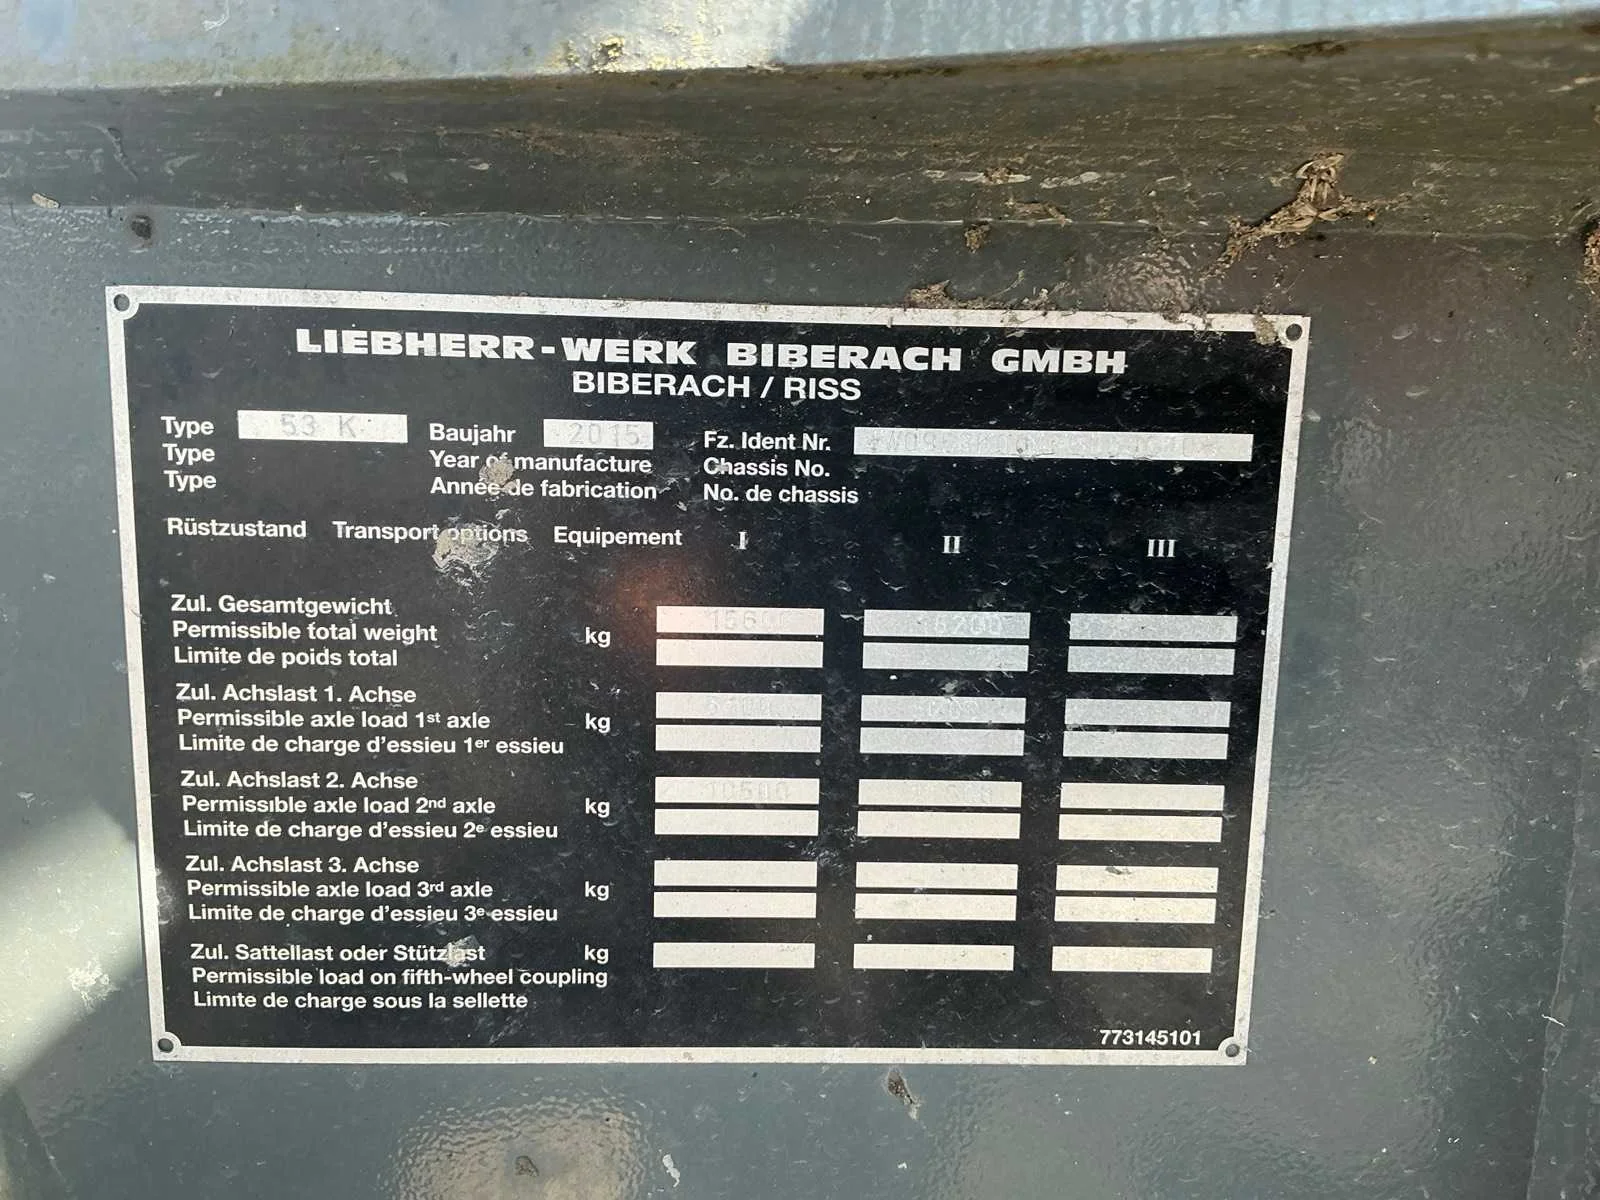 LIEBHERR-WERK BIBERACH GMBH
BIBERACH / RISS
Type 53 K Baujahr 2015 Fz. Ident Nr.
Type Year of manufacture Chassis No.
Type Année de fabrication No. de chassis
Rüstzustand Transport options Equipement I II III
Zul. Gesamtgewicht
Permissible total weight kg 15600
Limite de poids total
Zul. Achslast 1. Achse
Permissible axle load 1st axle kg
Limite de charge d'essieu 1er essieu
Zul. Achslast 2. Achse
Permissible axle load 2nd axle kg 10500
Limite de charge d'essieu 2e essieu
Zul. Achslast 3. Achse
Permissible axle load 3rd axle kg
Limite de charge d'essieu 3e essieu
Zul. Sattellast oder Stützlast kg
Permissible load on fifth-wheel coupling
Limite de charge sous la sellette
773145101